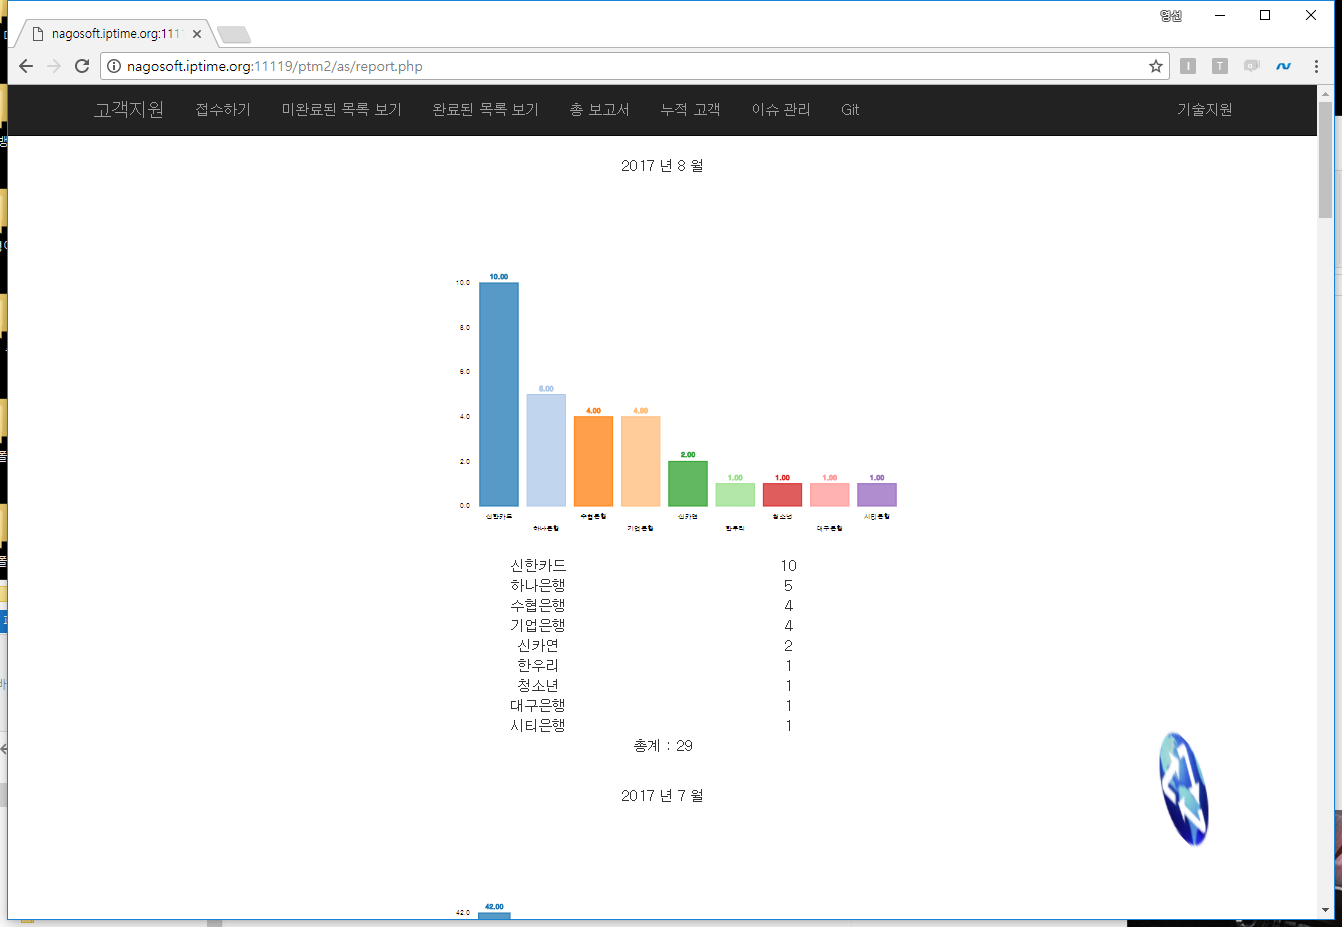 영선
nagosoft.iptime.org:111
nagosoft.iptime.org:11119/ptm2/as/report.php
고객지원 접수하기 미완료된 목록 보기 완료된 목록 보기 총 보고서 누적 고객 이슈 관리 Git 기술지원
2017 년 8 월
10.00
10.0
8.0
6.0
5.00
4.00 4.00
4.0
2.00
2.0
1.00 1.00 1.00 1.00
0.0
신한카드 수협은행 신카연 청소년 시티은행
하나은행 기업은행 한우리 대구은행
신한카드 10
하나은행 5
수협은행 4
기업은행 4
신카연 2
한우리 1
청소년 1
대구은행 1
시티은행 1
총계 : 29
2017 년 7 월
42.00
42.0